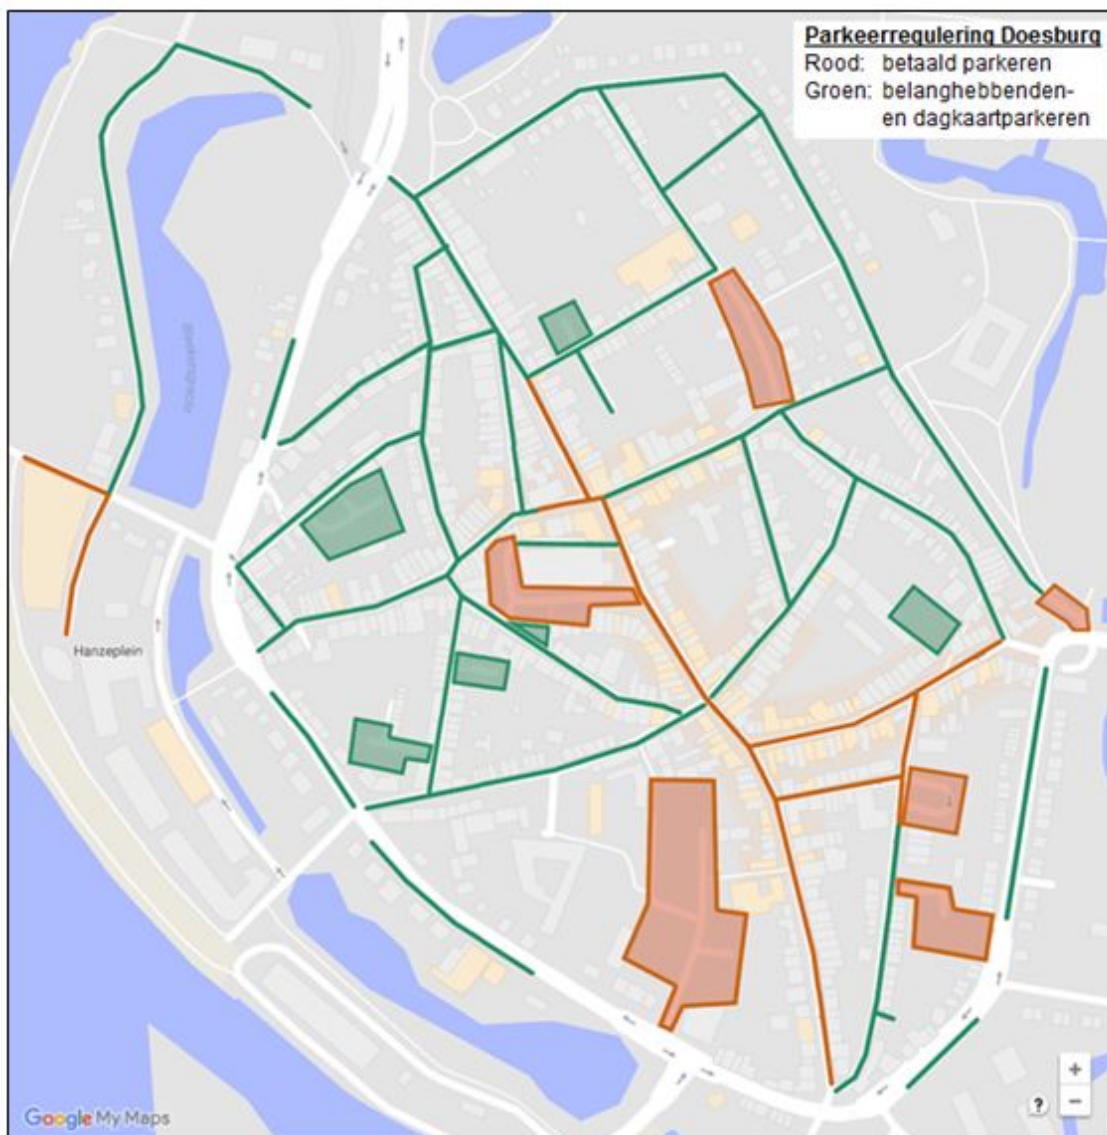 Parkeerregulering Doesburg
Rood: betaald parkeren
Groen: belanghebbenden-
en dagkaartparkeren
Hanzeplein
Google My Maps
?
+
−